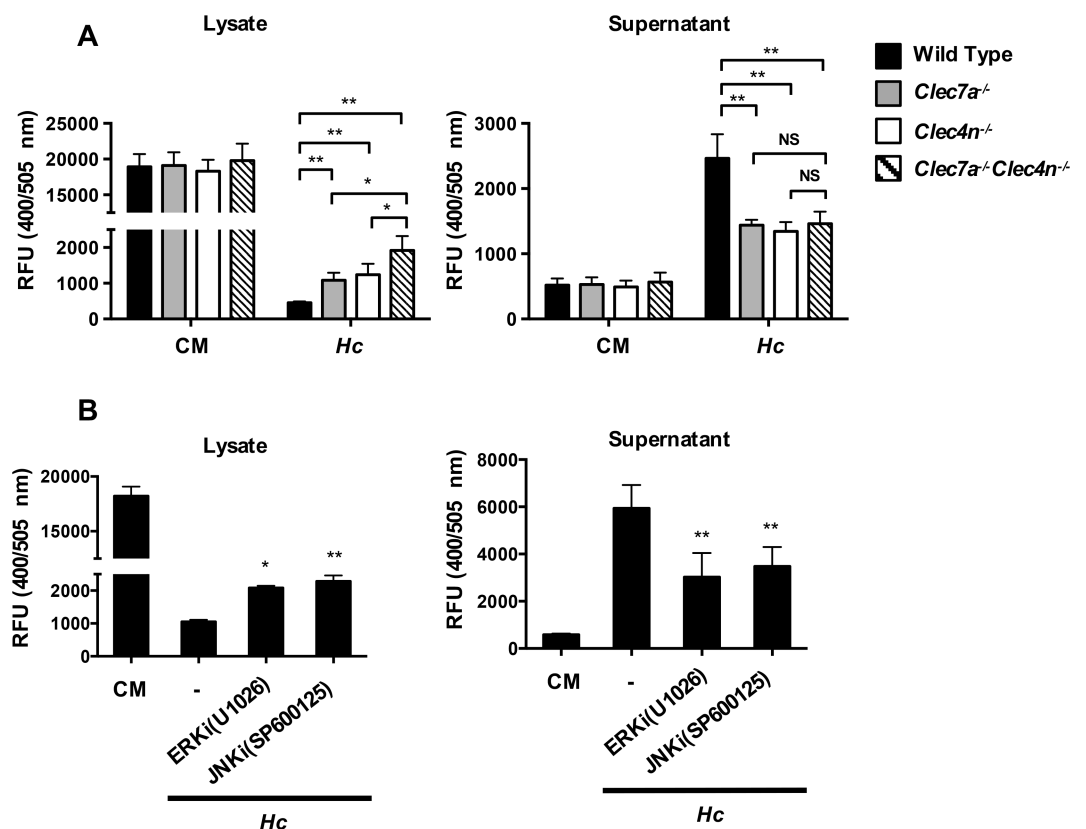 A
Lysate
RFU (400/505 nm)
25000
20000
15000
2000
1000
0
**
**
**
*
*
CM
Hc
Supernatant
RFU (400/505 nm)
3000
2000
1000
0
**
**
**
NS
NS
CM
Hc
Wild Type
Clec7a-/-
Clec4n-/-
Clec7a-/-Clec4n-/-
B
Lysate
RFU (400/505 nm)
20000
15000
2000
1000
0
*
**
CM
-
ERKi(U1026)
JNKi(SP600125)
Hc
Supernatant
RFU (400/505 nm)
8000
6000
4000
2000
0
**
**
CM
-
ERKi(U1026)
JNKi(SP600125)
Hc